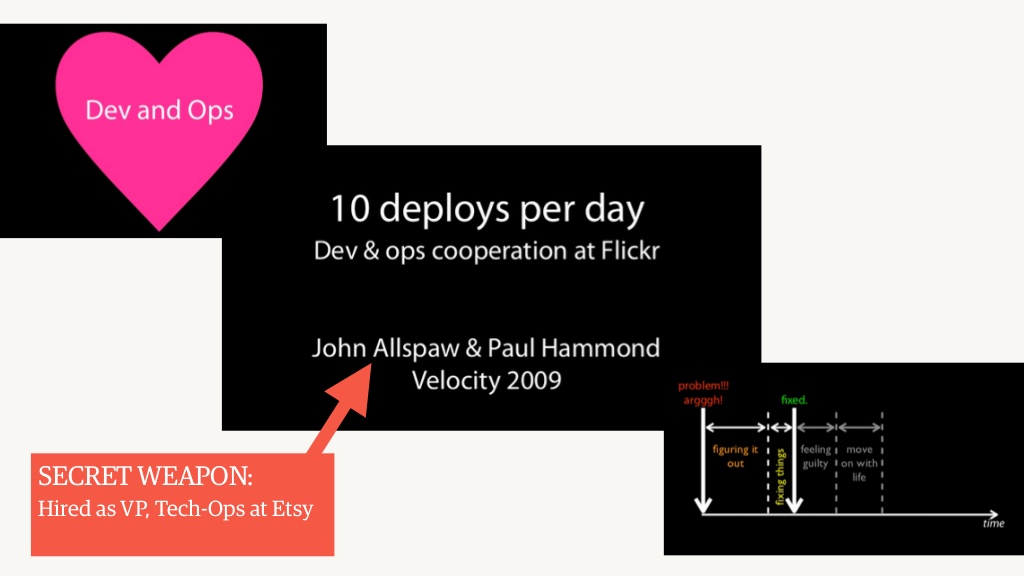 Dev and Ops
10 deploys per day
Dev & ops cooperation at Flickr
John Allspaw & Paul Hammond
Velocity 2009
SECRET WEAPON:
Hired as VP, Tech-Ops at Etsy
problem!!!
argggh!
fixed.
figuring it
out
fixing things
feeling
guilty
move
on with
life
time